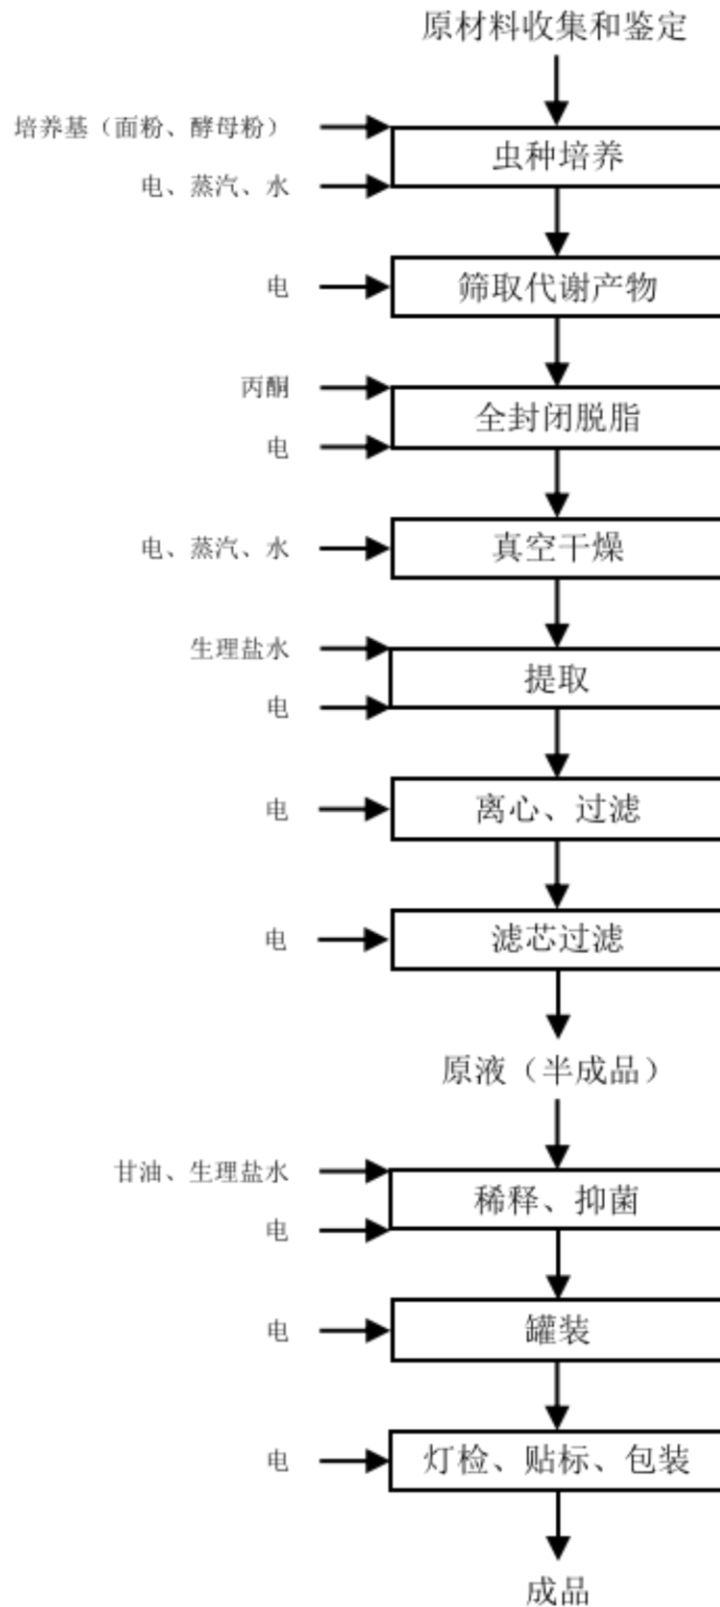 原材料收集和鉴定
培养基（面粉、酵母粉）
虫种培养
电、蒸汽、水
电
筛取代谢产物
丙酮
全封闭脱脂
电
电、蒸汽、水
真空干燥
生理盐水
提取
电
电
离心、过滤
电
滤芯过滤
原液（半成品）
甘油、生理盐水
稀释、抑菌
电
电
罐装
电
灯检、贴标、包装
成品